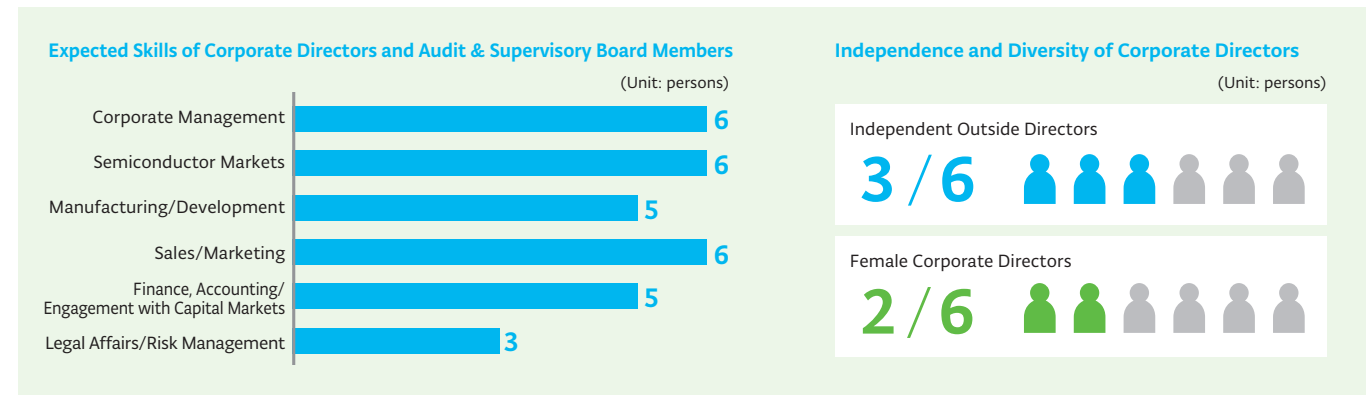 Expected Skills of Corporate Directors and Audit & Supervisory Board Members
(Unit: persons)
Corporate Management
6
Semiconductor Markets
6
Manufacturing/Development
5
Sales/Marketing
6
Finance, Accounting/
Engagement with Capital Markets
5
Legal Affairs/Risk Management
3
Independence and Diversity of Corporate Directors
(Unit: persons)
Independent Outside Directors
3/6
Female Corporate Directors
2/6